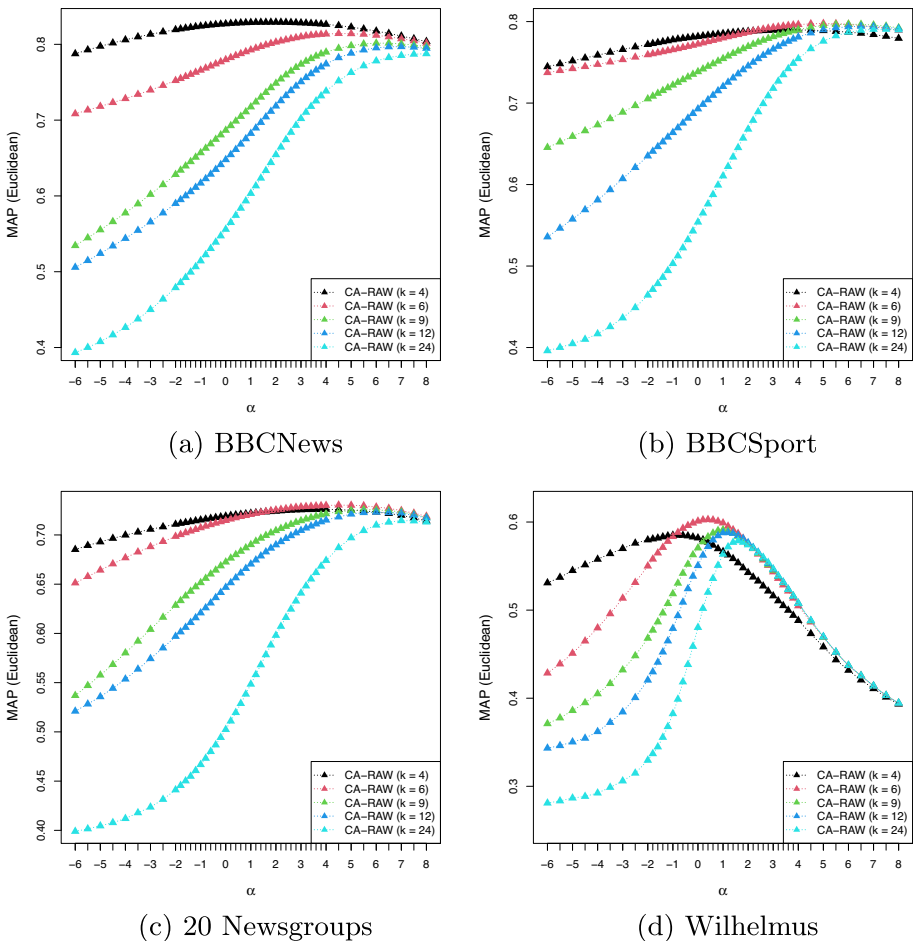 MAP (Euclidean)
0.4 0.5 0.6 0.7 0.8
CA−RAW (k = 4)
CA−RAW (k = 6)
CA−RAW (k = 9)
CA−RAW (k = 12)
CA−RAW (k = 24)
−6 −5 −4 −3 −2 −1 0 1 2 3 4 5 6 7 8
α
(a) BBCNews
MAP (Euclidean)
0.4 0.5 0.6 0.7 0.8
CA−RAW (k = 4)
CA−RAW (k = 6)
CA−RAW (k = 9)
CA−RAW (k = 12)
CA−RAW (k = 24)
−6 −5 −4 −3 −2 −1 0 1 2 3 4 5 6 7 8
α
(b) BBCSport
MAP (Euclidean)
0.40 0.45 0.50 0.55 0.60 0.65 0.70
CA−RAW (k = 4)
CA−RAW (k = 6)
CA−RAW (k = 9)
CA−RAW (k = 12)
CA−RAW (k = 24)
−6 −5 −4 −3 −2 −1 0 1 2 3 4 5 6 7 8
α
(c) 20 Newsgroups
MAP (Euclidean)
0.3 0.4 0.5 0.6
CA−RAW (k = 4)
CA−RAW (k = 6)
CA−RAW (k = 9)
CA−RAW (k = 12)
CA−RAW (k = 24)
−6 −5 −4 −3 −2 −1 0 1 2 3 4 5 6 7 8
α
(d) Wilhelmus